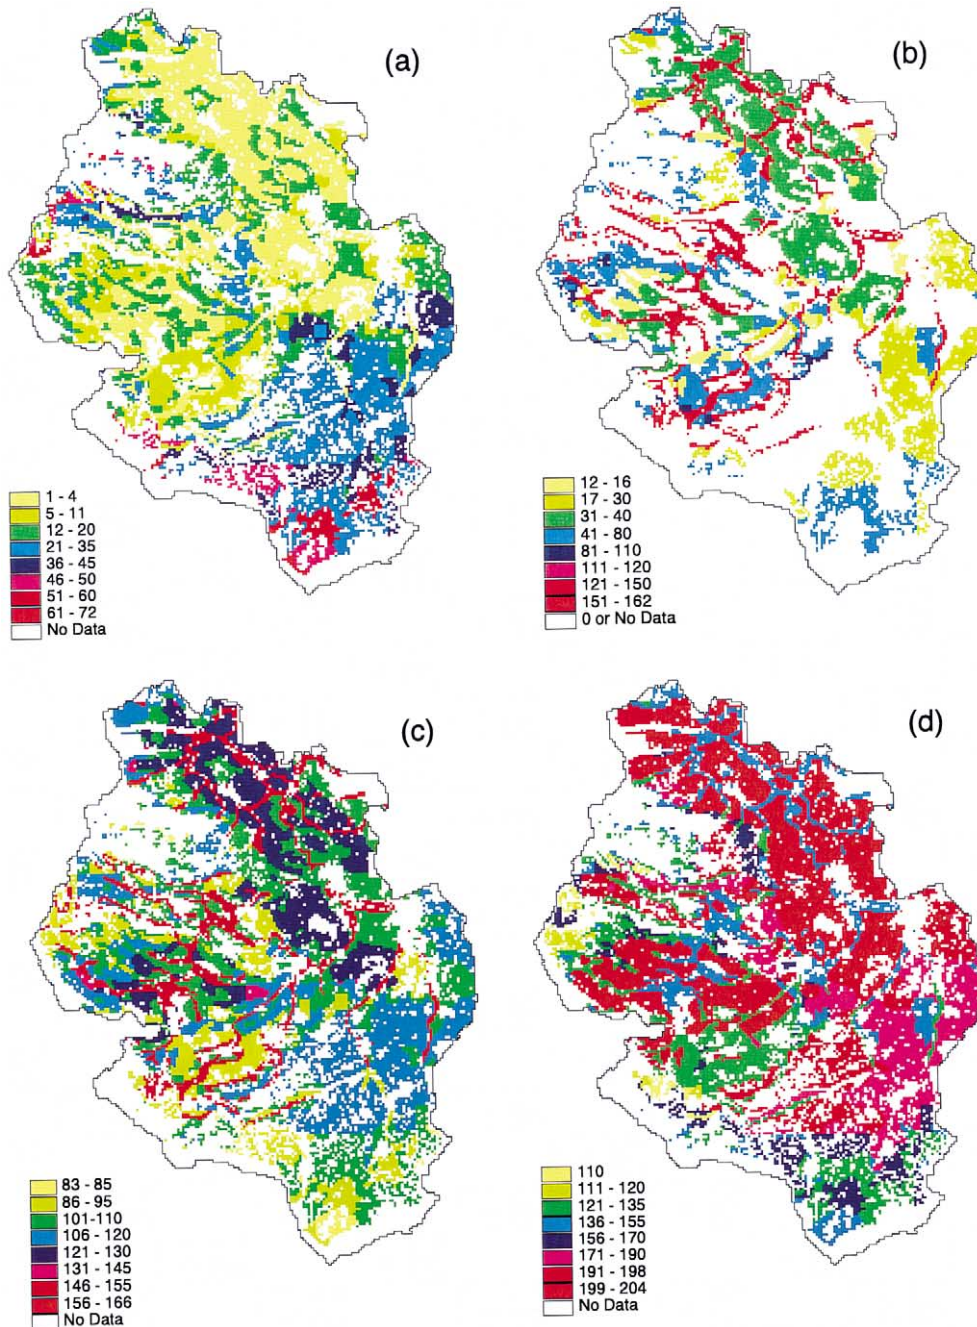 (a)
1 - 4
5 - 11
12 - 20
21 - 35
36 - 45
46 - 50
51 - 60
61 - 72
No Data
(b)
12 - 16
17 - 30
31 - 40
41 - 80
81 - 110
111 - 120
121 - 150
151 - 162
0 or No Data
(c)
83 - 85
86 - 95
101-110
106 - 120
121 - 130
131 - 145
146 - 155
156 - 166
No Data
(d)
110
111 - 120
121 - 135
136 - 155
156 - 170
171 - 190
191 - 198
199 - 204
No Data